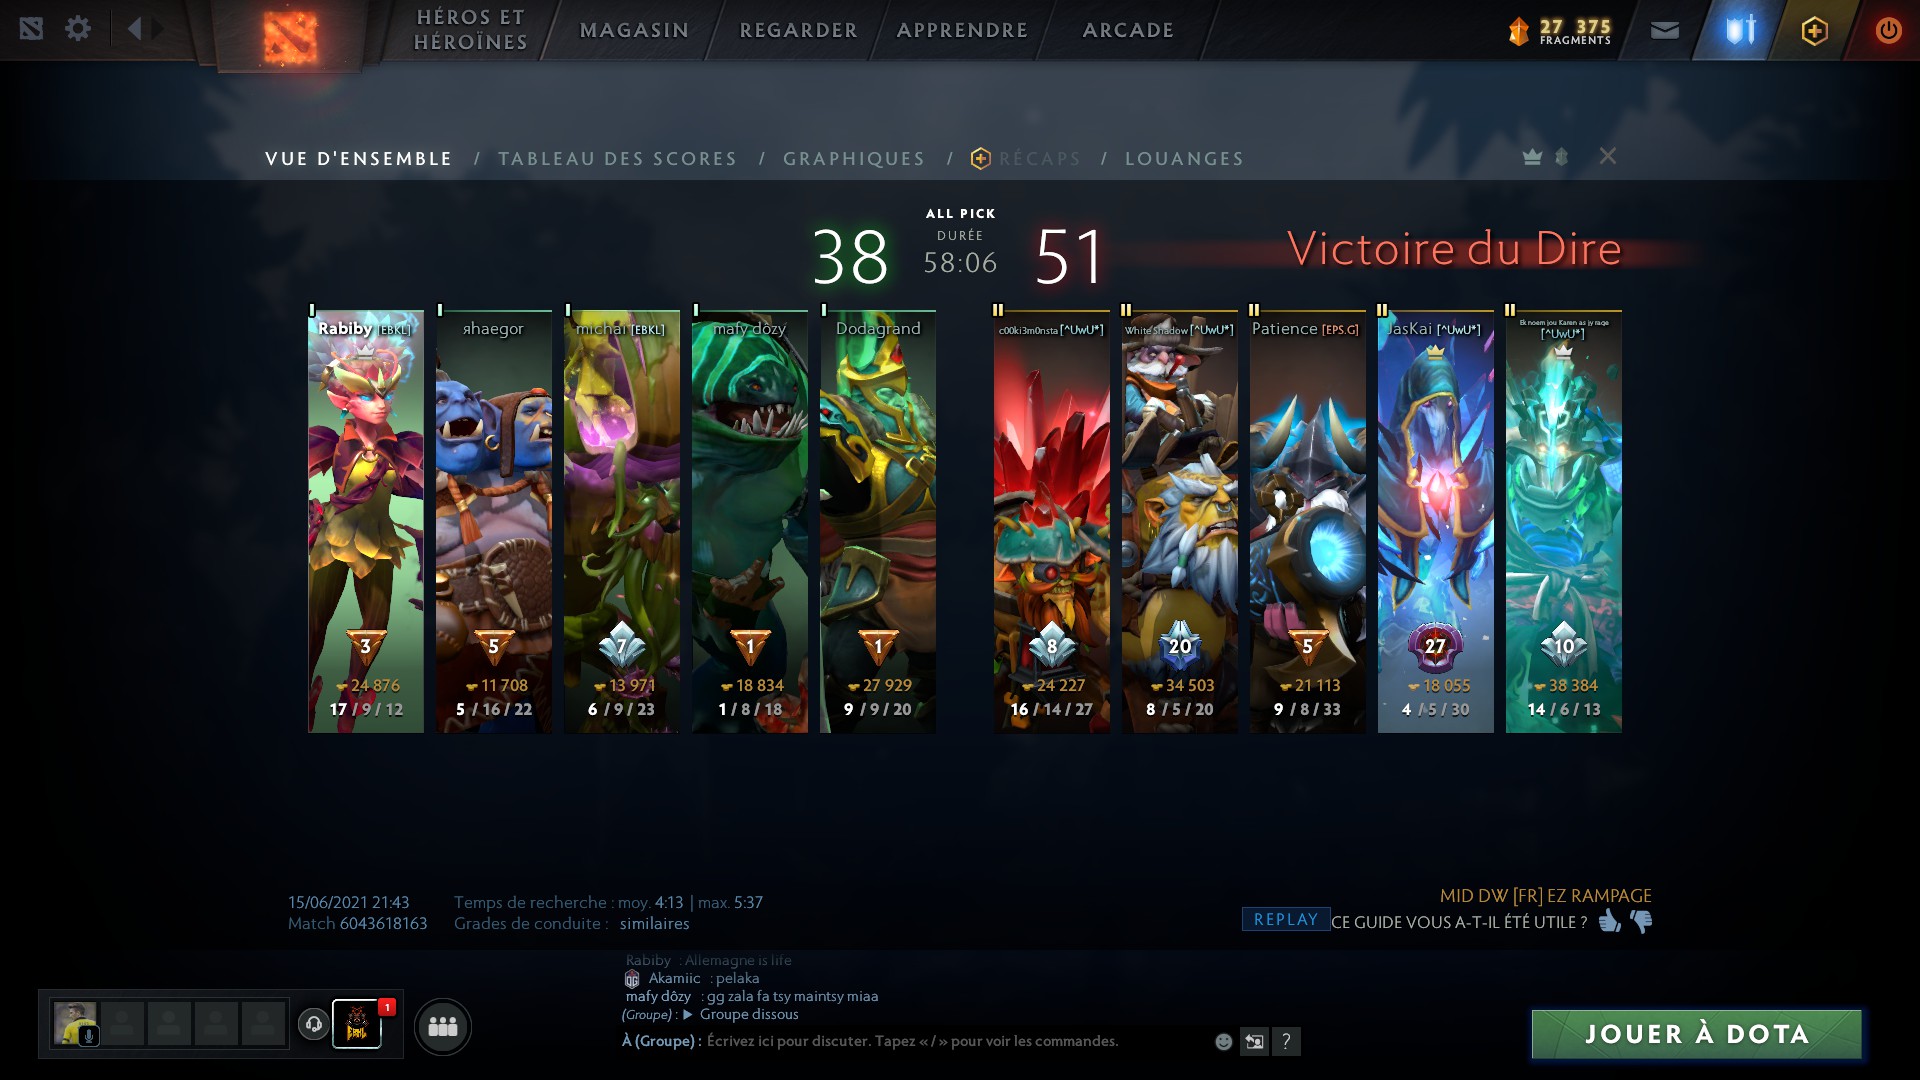 HÉROS ET
HÉROÏNES
MAGASIN
REGARDER
APPRENDRE
ARCADE
27 375
FRAGMENTS
VUE D'ENSEMBLE / TABLEAU DES SCORES / GRAPHIQUES / RÉCAPS / LOUANGES
38
ALL PICK
DURÉE
58:06
51
Victoire du Dire
Rabiby [EBKL]
яhaegor
michaï [EBKL]
mafy dôzy
Dodagrand
c00ki3m0nsta [^UwU*]
White Shadow [^UwU*]
Patience [EPS.G]
JasKai [^UwU*]
Ek noem jou Karen as jy rage
[^UwU*]
3
5
7
1
1
8
20
5
27
10
24 876
11 708
13 971
18 834
27 929
24 227
34 503
21 113
18 055
38 384
17 / 9 / 12
5 / 16 / 22
6 / 9 / 23
1 / 8 / 18
9 / 9 / 20
16 / 14 / 27
8 / 5 / 20
9 / 8 / 33
4 / 5 / 30
14 / 6 / 13
15/06/2021 21:43
Temps de recherche : moy. 4:13 | max. 5:37
Match 6043618163
Grades de conduite : similaires
MID DW [FR] EZ RAMPAGE
REPLAY
CE GUIDE VOUS A-T-IL ÉTÉ UTILE ?
Rabiby : Allemagne is life
Akamiic : pelaka
mafy dôzy : gg zala fa tsy maintsy miaa
(Groupe) : Groupe dissous
À (Groupe) : Écrivez ici pour discuter. Tapez « / » pour voir les commandes.
?
1
JOUER À DOTA